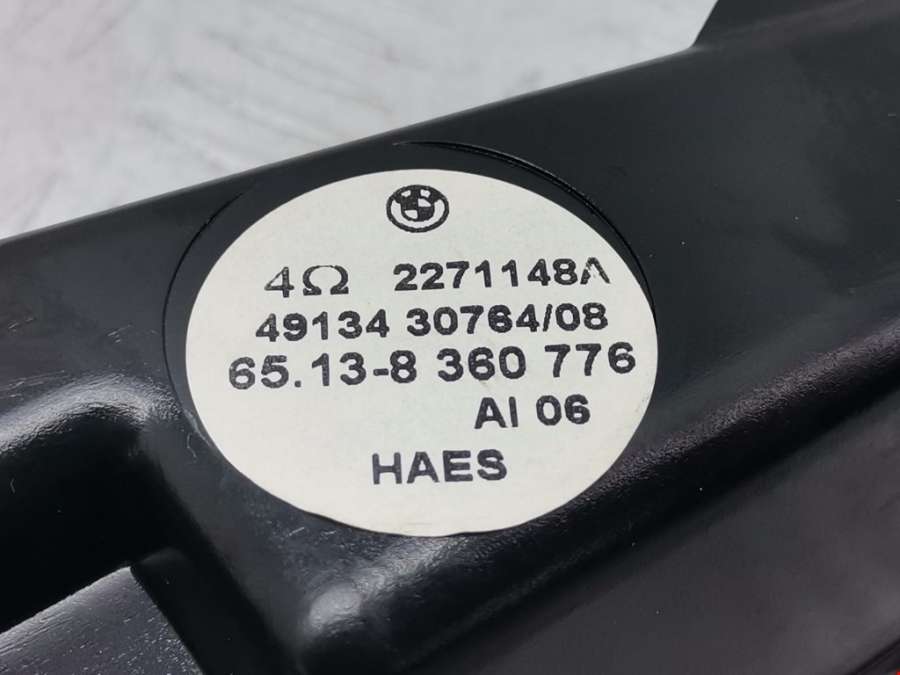 4Ω 2271148A
49134 30764/08
65.13-8 360 776
AI 06
HAES